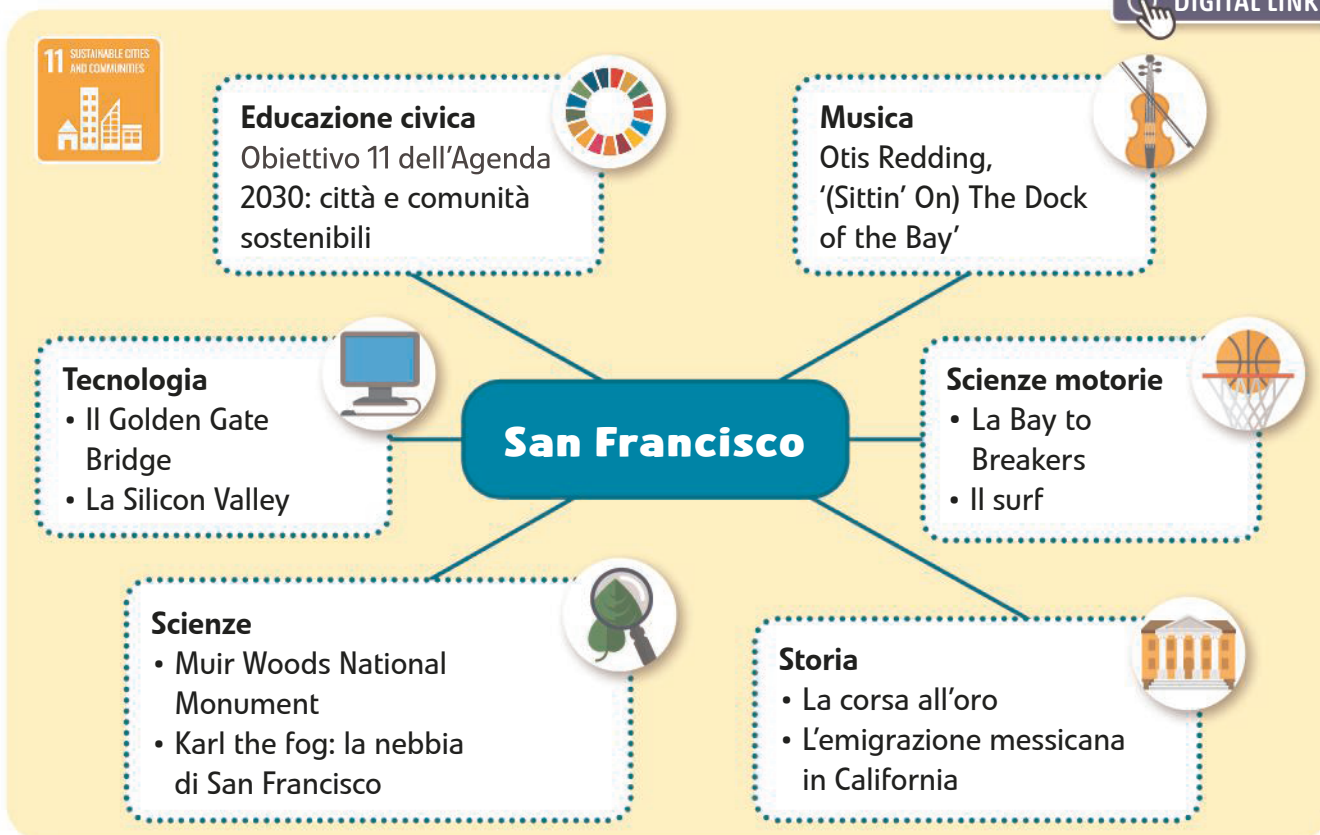 DIGITAL LINK
11 SUSTAINABLE CITIES
AND COMMUNITIES
Educazione civica
Obiettivo 11 dell'Agenda
2030: città e comunità
sostenibili
Musica
Otis Redding,
'(Sittin' On) The Dock
of the Bay'
Tecnologia
• Il Golden Gate
Bridge
• La Silicon Valley
San Francisco
Scienze motorie
• La Bay to
Breakers
• Il surf
Scienze
• Muir Woods National
Monument
• Karl the fog: la nebbia
di San Francisco
Storia
• La corsa all'oro
• L'emigrazione messicana
in California